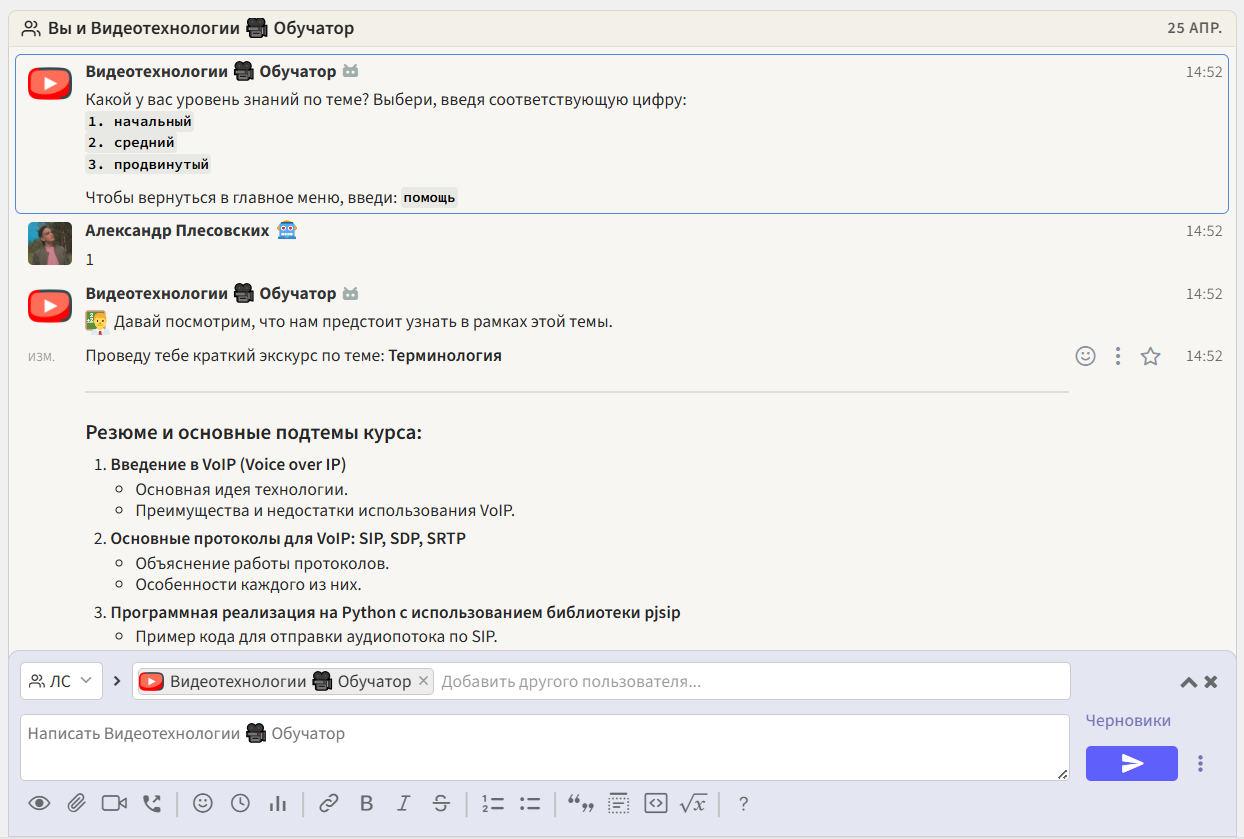 Вы и Видеотехнологии 🎥 Обучатор 25 АПР.
Видеотехнологии 🎥 Обучатор 14:52
Какой у вас уровень знаний по теме? Выбери, введя соответствующую цифру:
1. начальный
2. средний
3. продвинутый
Чтобы вернуться в главное меню, введи: помощь
Александр Плесовских 14:52
1
Видеотехнологии 🎥 Обучатор 14:52
Давай посмотрим, что нам предстоит узнать в рамках этой темы.
изм. Проведу тебе краткий экскурс по теме: Терминология 14:52
Резюме и основные подтемы курса:
1. Введение в VoIP (Voice over IP)
Основная идея технологии.
Преимущества и недостатки использования VoIP.
2. Основные протоколы для VoIP: SIP, SDP, SRTP
Объяснение работы протоколов.
Особенности каждого из них.
3. Программная реализация на Python с использованием библиотеки pjsip
Пример кода для отправки аудиопотока по SIP.
ЛС Видеотехнологии 🎥 Обучатор Добавить другого пользователя...
Черновики
Написать Видеотехнологии 🎥 Обучатор